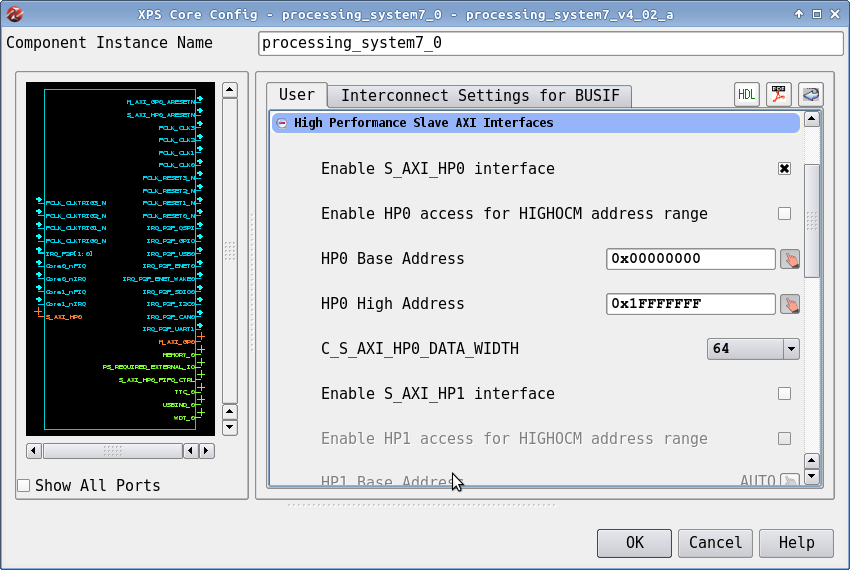 XPS Core Config - processing_system7_0 - processing_system7_v4_02_a
Component Instance Name processing_system7_0
M_AXI_GP0_ARESETN
S_AXI_HP0_ARESETN
FCLK_CLK3
FCLK_CLK2
FCLK_CLK1
FCLK_CLK0
FCLK_RESET3_N
FCLK_RESET2_N
FCLK_CLKTRIG3_N FCLK_RESET1_N
FCLK_CLKTRIG2_N FCLK_RESET0_N
FCLK_CLKTRIG1_N IRQ_P2F_QSPI
FCLK_CLKTRIG0_N IRQ_P2F_GPIO
IRQ_F2P[1:0] IRQ_P2F_USB0
Core0_nFIQ IRQ_P2F_ENET0
Core0_nIRQ IRQ_P2F_ENET_WAKE0
Core1_nFIQ IRQ_P2F_SDIO0
Core1_nIRQ IRQ_P2F_I2C0
S_AXI_HP0 IRQ_P2F_CAN0
IRQ_P2F_UART1
M_AXI_GP0
MEMORY_0
PS_REQUIRED_EXTERNAL_IO
S_AXI_HP0_FIFO_CTRL
TTC_0
USBIND_0
WDT_0
Show All Ports
User Interconnect Settings for BUSIF HDL PDF
High Performance Slave AXI Interfaces
Enable S_AXI_HP0 interface
Enable HP0 access for HIGHOCM address range
HP0 Base Address 0x00000000
HP0 High Address 0x1FFFFFFF
C_S_AXI_HP0_DATA_WIDTH 64
Enable S_AXI_HP1 interface
Enable HP1 access for HIGHOCM address range
HP1 Base Address AUTO
OK Cancel Help